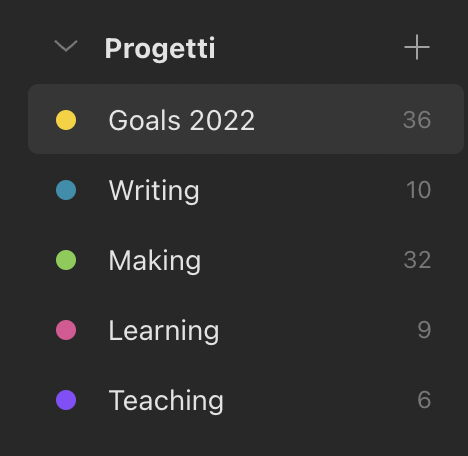 Progetti
Goals 2022 36
Writing 10
Making 32
Learning 9
Teaching 6